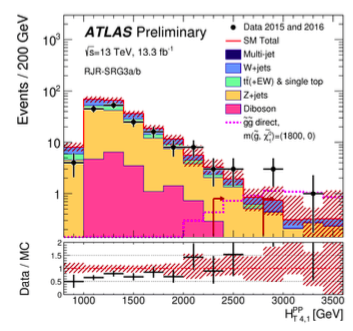 ATLAS Preliminary
√s=13 TeV, 13.3 fb⁻¹
RJR-SRG3a/b
Data 2015 and 2016
SM Total
Multi-jet
W+jets
tt̄(+EW) & single top
Z+jets
Diboson
g̃g̃ direct,
m(g̃, χ̃₁⁰)=(1800, 0)
Events / 200 GeV
10³
10²
10
1
Data / MC
2
1.5
1
0.5
0
1000 1500 2000 2500 3000 3500
H^PP_T 4,1 [GeV]